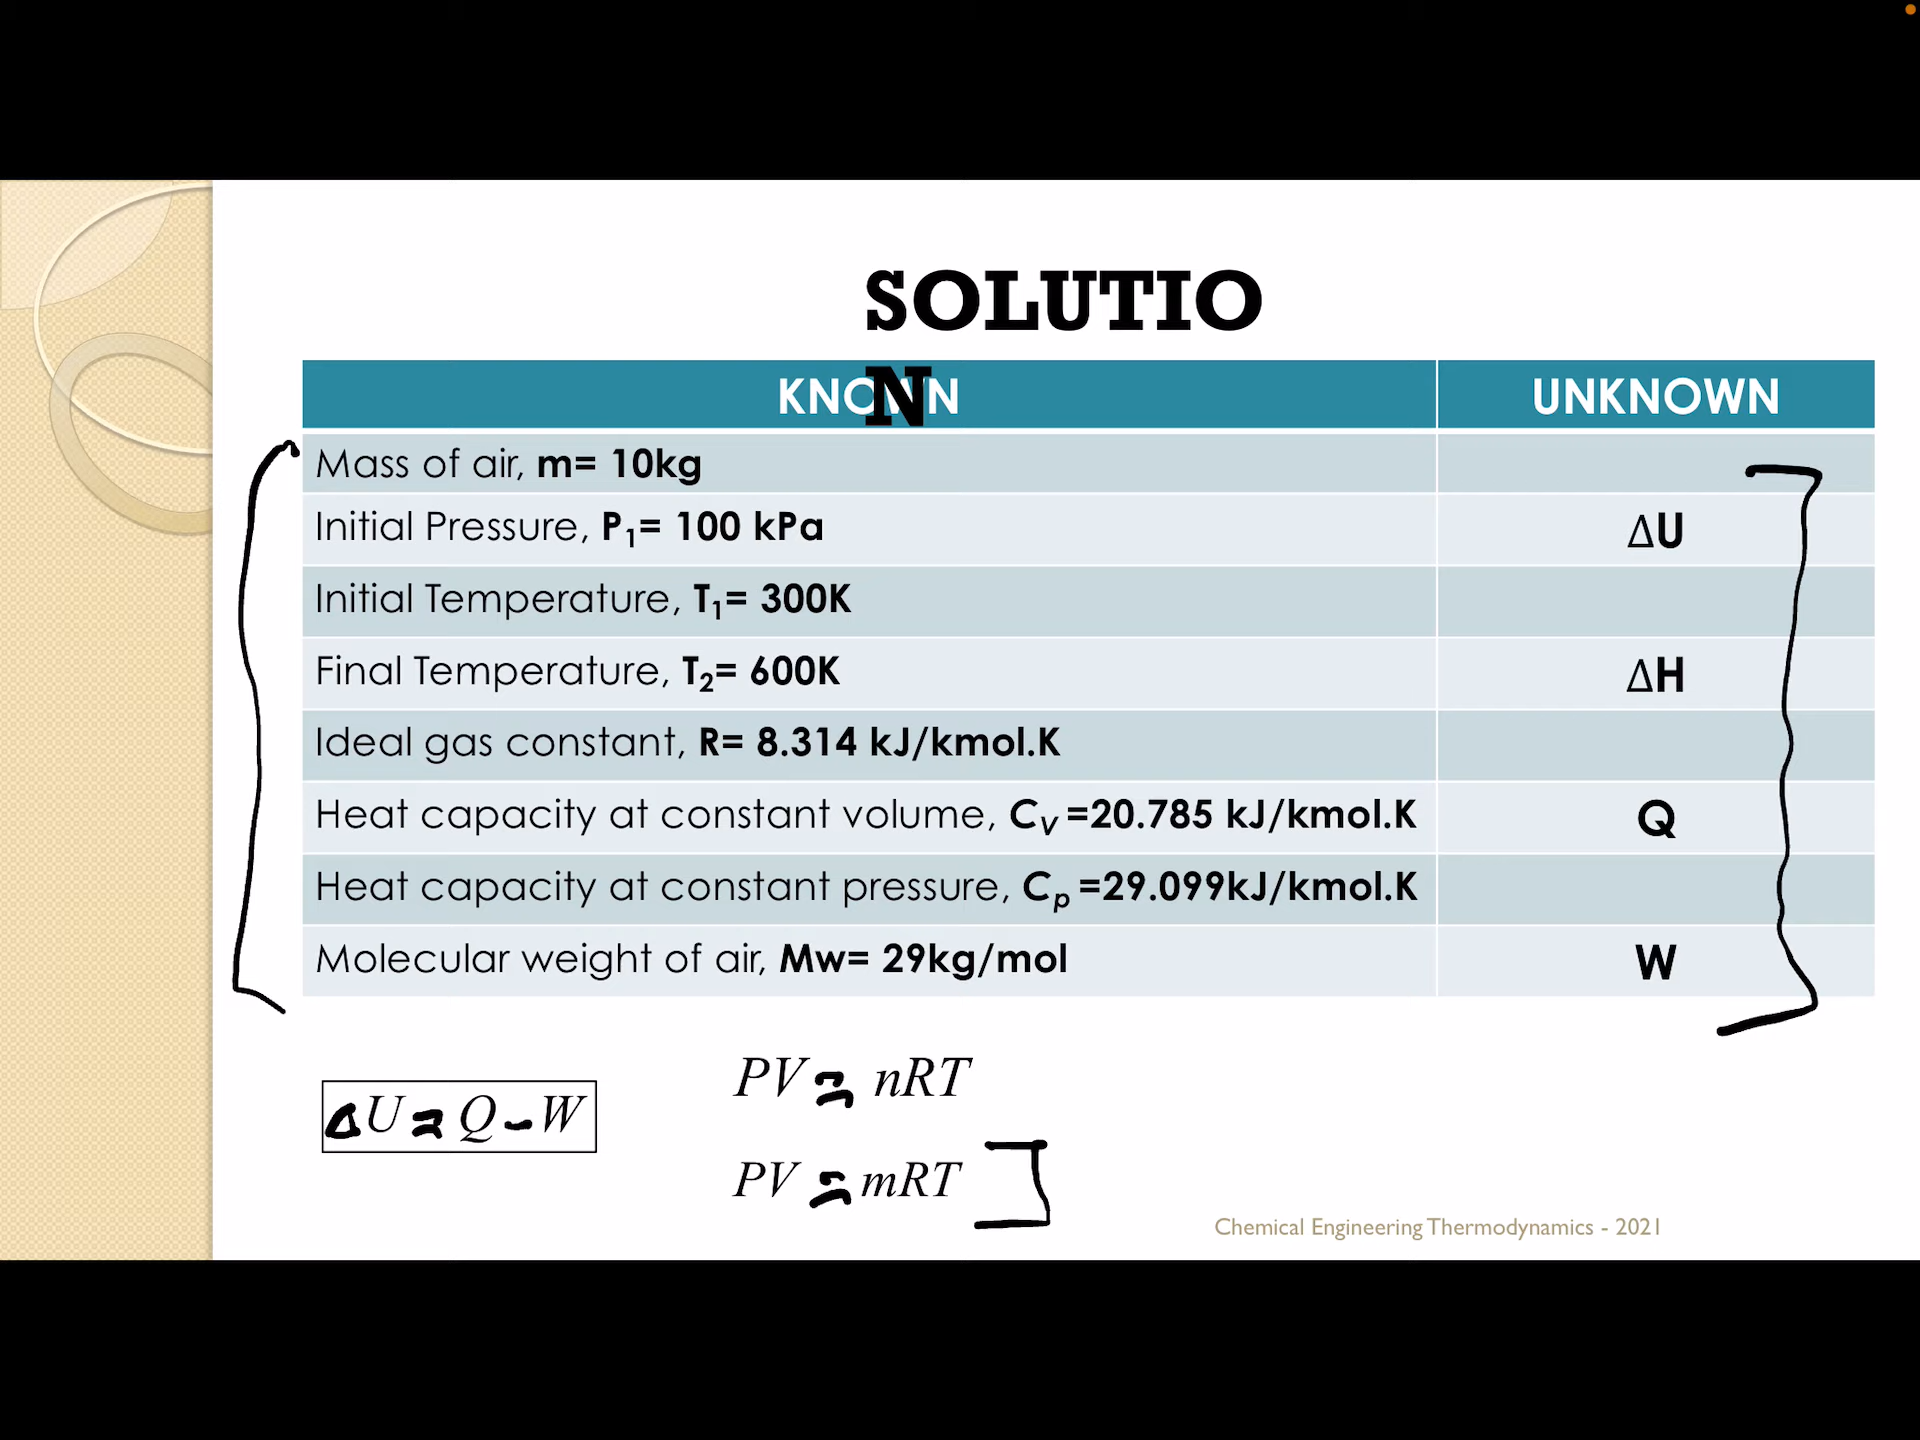 SOLUTIO
N
KNOWN UNKNOWN
Mass of air, m= 10kg
Initial Pressure, P₁= 100 kPa ΔU
Initial Temperature, T₁= 300K
Final Temperature, T₂= 600K ΔH
Ideal gas constant, R= 8.314 kJ/kmol.K
Heat capacity at constant volume, Cᵥ =20.785 kJ/kmol.K Q
Heat capacity at constant pressure, Cₚ =29.099kJ/kmol.K
Molecular weight of air, Mw= 29kg/mol W
PV = nRT
ΔU = Q - W
PV = mRT
Chemical Engineering Thermodynamics - 2021